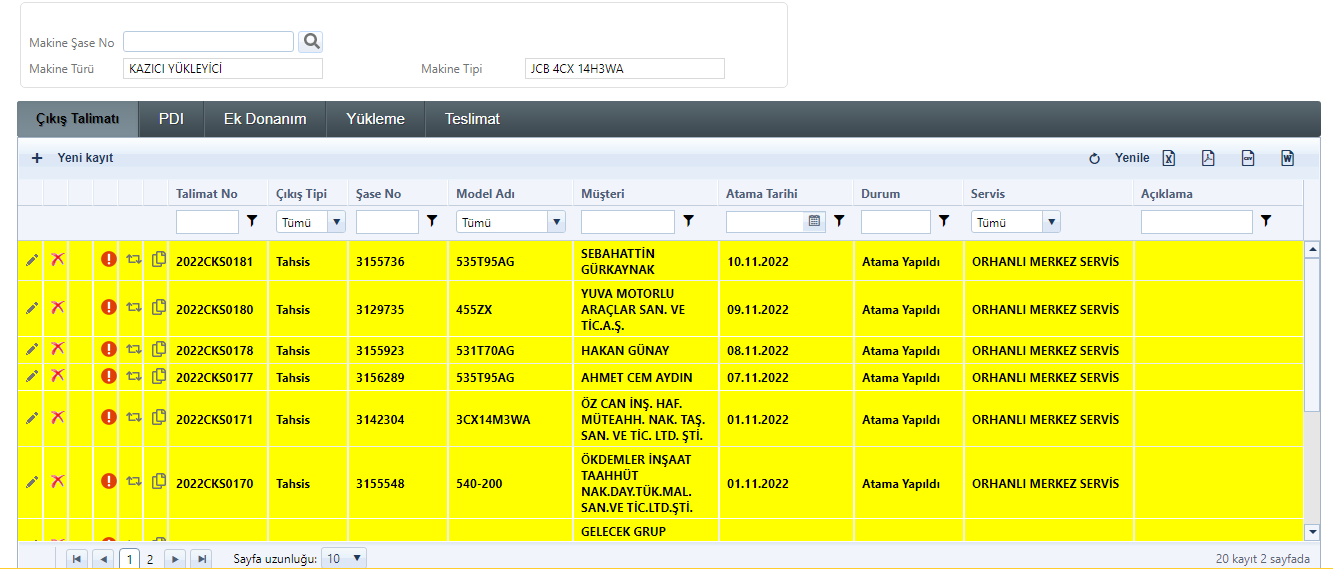 Makine Şase No
Makine Türü KAZICI YÜKLEYİCİ Makine Tipi JCB 4CX 14H3WA
Çıkış Talimatı PDI Ek Donanım Yükleme Teslimat
+ Yeni kayıt Yenile
Talimat No Çıkış Tipi Şase No Model Adı Müşteri Atama Tarihi Durum Servis Açıklama
Tümü Tümü Tümü
2022CKS0181 Tahsis 3155736 535T95AG SEBAHATTİN GÜRKAYNAK 10.11.2022 Atama Yapıldı ORHANLI MERKEZ SERVİS
2022CKS0180 Tahsis 3129735 455ZX YUVA MOTORLU ARAÇLAR SAN. VE TİC.A.Ş. 09.11.2022 Atama Yapıldı ORHANLI MERKEZ SERVİS
2022CKS0178 Tahsis 3155923 531T70AG HAKAN GÜNAY 08.11.2022 Atama Yapıldı ORHANLI MERKEZ SERVİS
2022CKS0177 Tahsis 3156289 535T95AG AHMET CEM AYDIN 07.11.2022 Atama Yapıldı ORHANLI MERKEZ SERVİS
2022CKS0171 Tahsis 3142304 3CX14M3WA ÖZ CAN İNŞ. HAF. MÜTEAHH. NAK. TAŞ. SAN. VE TİC. LTD. ŞTİ. 01.11.2022 Atama Yapıldı ORHANLI MERKEZ SERVİS
2022CKS0170 Tahsis 3155548 540-200 ÖKDEMLER İNŞAAT TAAHHÜT NAK.DAY.TÜK.MAL. SAN.VE TİC.LTD.ŞTİ. 01.11.2022 Atama Yapıldı ORHANLI MERKEZ SERVİS
GELECEK GRUP
1 2 Sayfa uzunluğu: 10 20 kayıt 2 sayfada